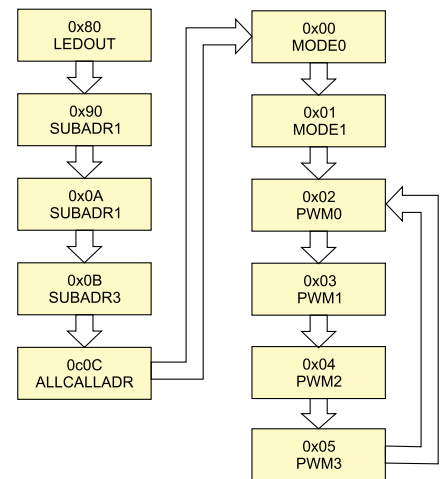 0x80
LEDOUT
0x90
SUBADR1
0x0A
SUBADR1
0x0B
SUBADR3
0c0C
ALLCALLADR
0x00
MODE0
0x01
MODE1
0x02
PWM0
0x03
PWM1
0x04
PWM2
0x05
PWM3